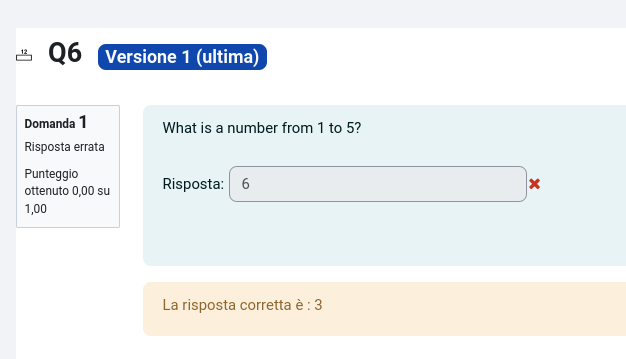 12
Q6 Versione 1 (ultima)
Domanda 1
Risposta errata
Punteggio
ottenuto 0,00 su
1,00
What is a number from 1 to 5?
Risposta: 6
La risposta corretta è : 3